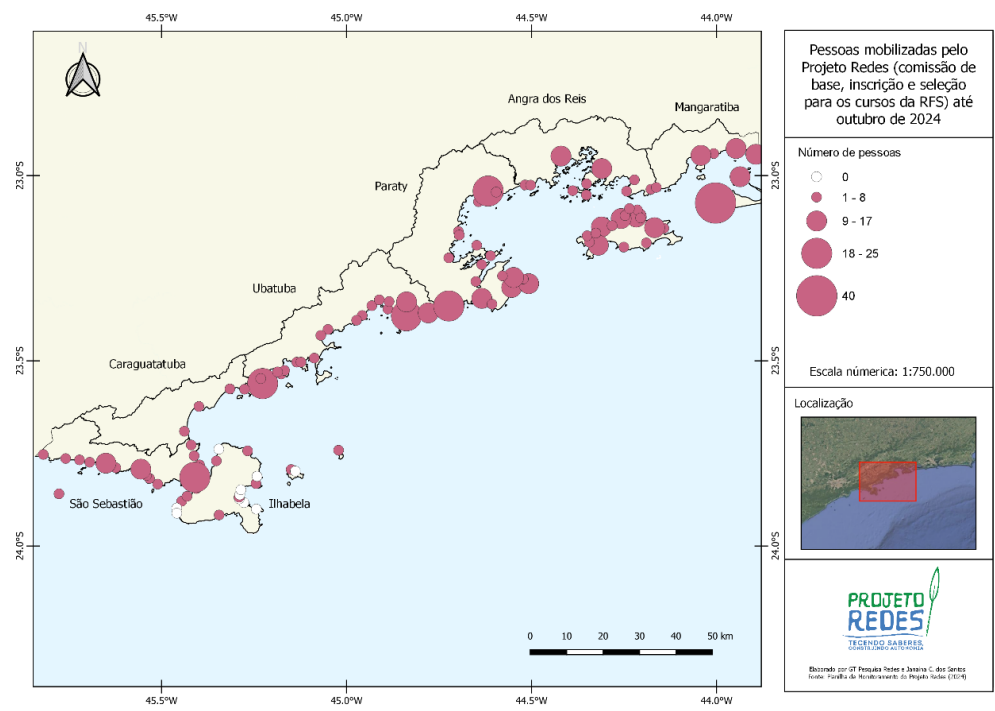 45.5°W 45.0°W 44.5°W 44.0°W
N
Angra dos Reis
Mangaratiba
Paraty
Ubatuba
Caraguatatuba
São Sebastião
Ilhabela
23.0°S 23.0°S
23.5°S 23.5°S
24.0°S 24.0°S
0 10 20 30 40 50 km
45.5°W 45.0°W 44.5°W 44.0°W
Pessoas mobilizadas pelo
Projeto Redes (comissão de
base, inscrição e seleção
para os cursos da RFS) até
outubro de 2024
Número de pessoas
0
1 - 8
9 - 17
18 - 25
40
Escala númerica: 1:750.000
Localização
PROJETO
REDES
TECENDO SABERES,
CONSTRUINDO AUTONOMIA
Elaborado por GT Pesquisa Redes e Janaina C. dos Santos
Fonte: Planilha de Monitoramento do Projeto Redes (2024)